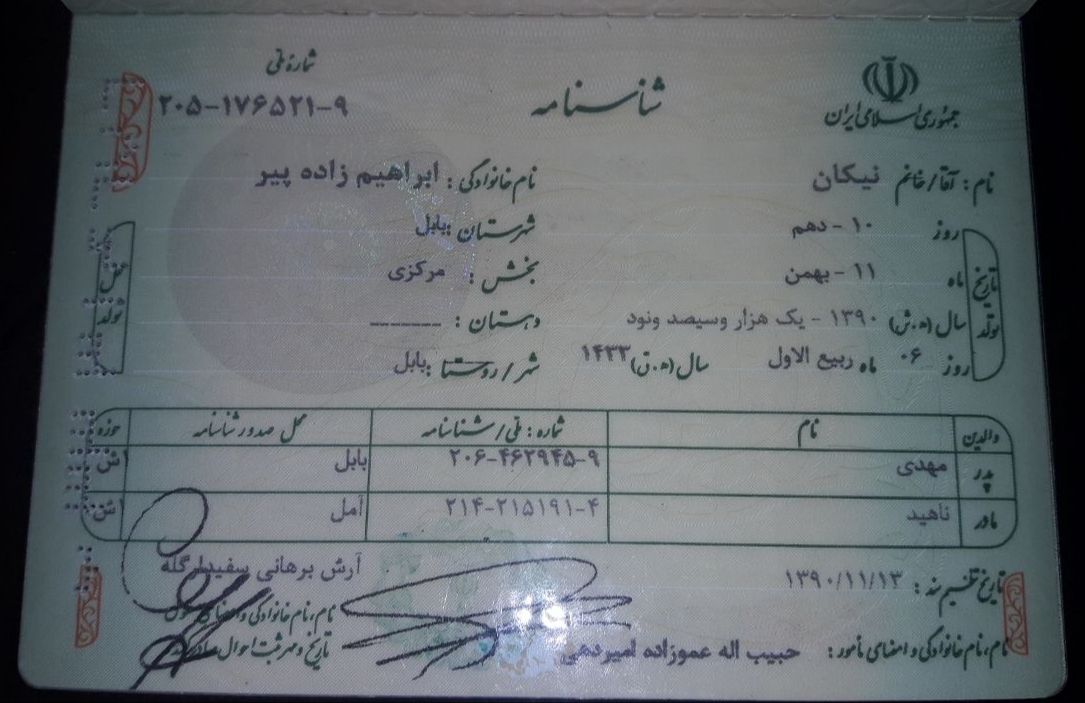 جمهوری اسلامی ایران
شناسنامه
شماره ملی
۲۰۵-۱۷۶۵۲۱-۹
نام: آقا/خانم نیکان نام خانوادگی: ابراهیم زاده پیر
تاریخ تولد
روز ۱۰ - دهم
ماه ۱۱ - بهمن
سال (ه.ش) ۱۳۹۰ - یک هزار وسیصد ونود
روز ۰۶ ماه ربیع الاول سال (ه.ق) ۱۴۳۳
محل تولد
شهرستان: بابل
بخش: مرکزی
دهستان: -------
شهر/روستا: بابل
والدین نام شماره: ملی/شناسنامه محل صدور شناسنامه حوزه
پدر مهدی ۲۰۶-۴۶۲۹۴۵-۹ بابل اش
مادر ناهید ۲۱۴-۲۱۵۱۹۱-۴ آمل اش
تاریخ تنظیم سند: ۱۳۹۰/۱۱/۱۳
نام، نام خانوادگی و امضای مأمور: حبیب اله عموزاده امیردهی
آرش برهانی
نام، نام خانوادگی و امضای
تاریخ و مهر ثبت احوال